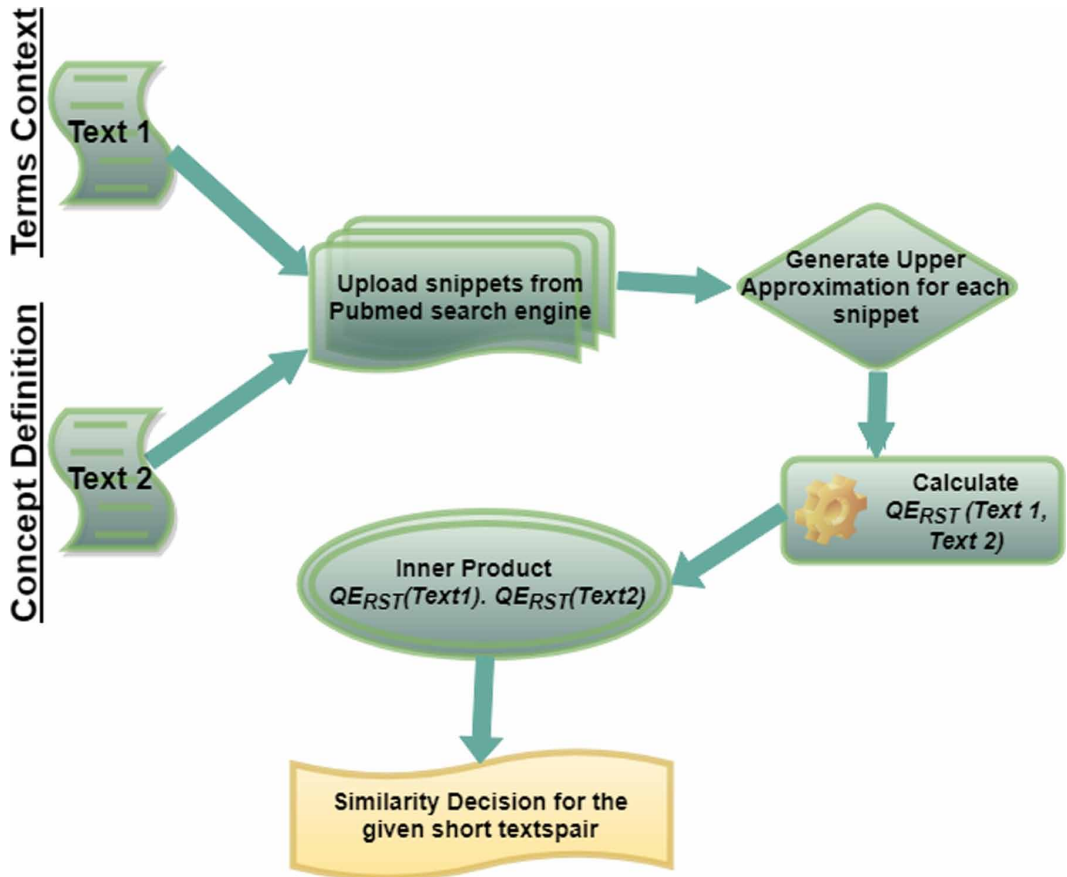 Terms Context
Text 1
Concept Definition
Text 2
Upload snippets from
Pubmed search engine
Generate Upper
Approximation for each
snippet
Calculate
QERST (Text 1,
Text 2)
Inner Product
QERST(Text1). QERST(Text2)
Similarity Decision for the
given short textspair